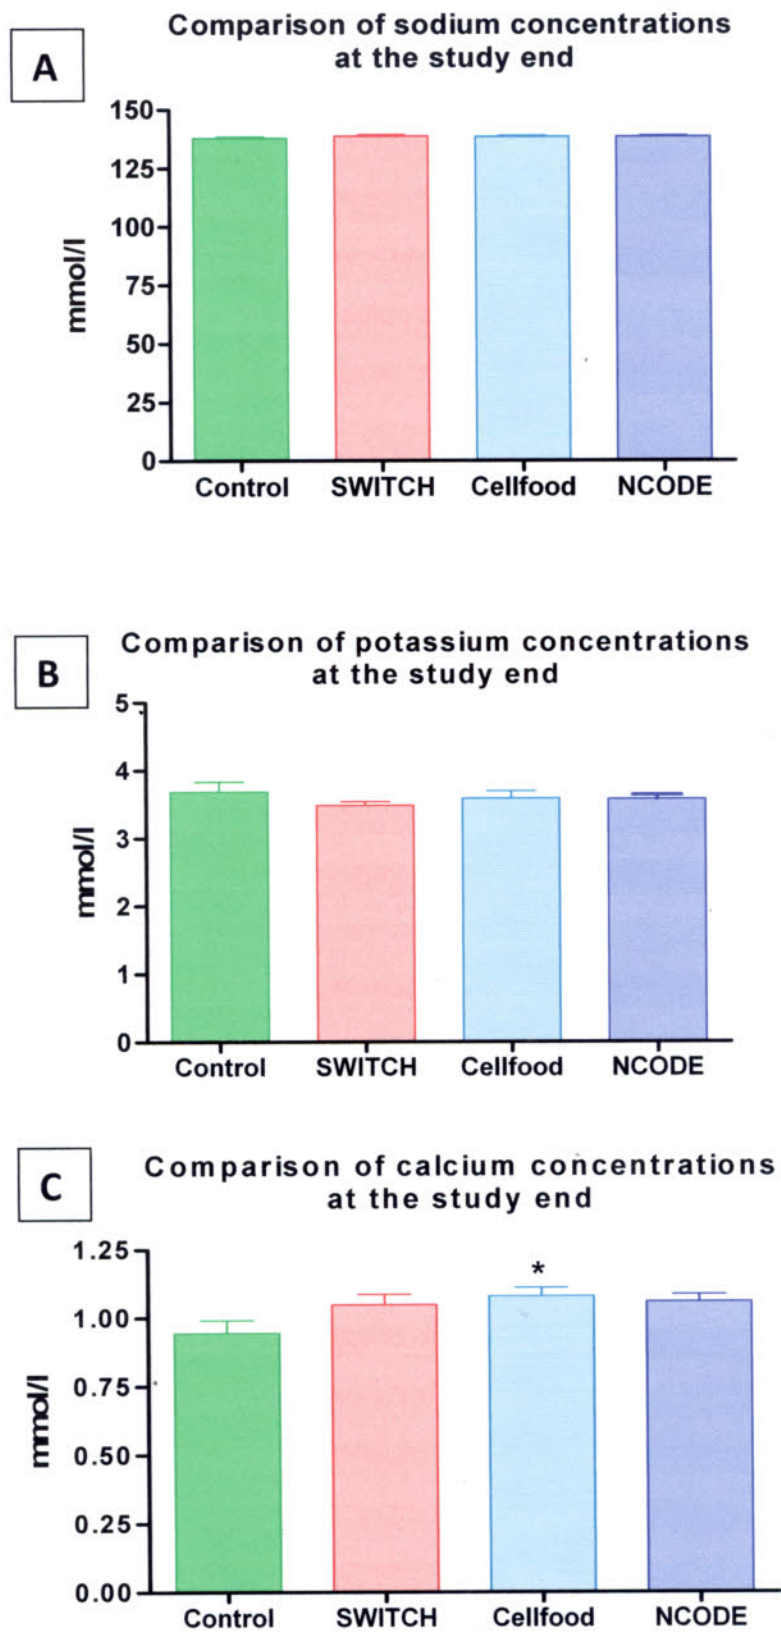 A
Comparison of sodium concentrations
at the study end
mmol/l
150
125
100
75
50
25
0
Control SWITCH Cellfood NCODE
B
Comparison of potassium concentrations
at the study end
mmol/l
5
4
3
2
1
0
Control SWITCH Cellfood NCODE
C
Comparison of calcium concentrations
at the study end
mmol/l
1.25
1.00
0.75
0.50
0.25
0.00
*
Control SWITCH Cellfood NCODE